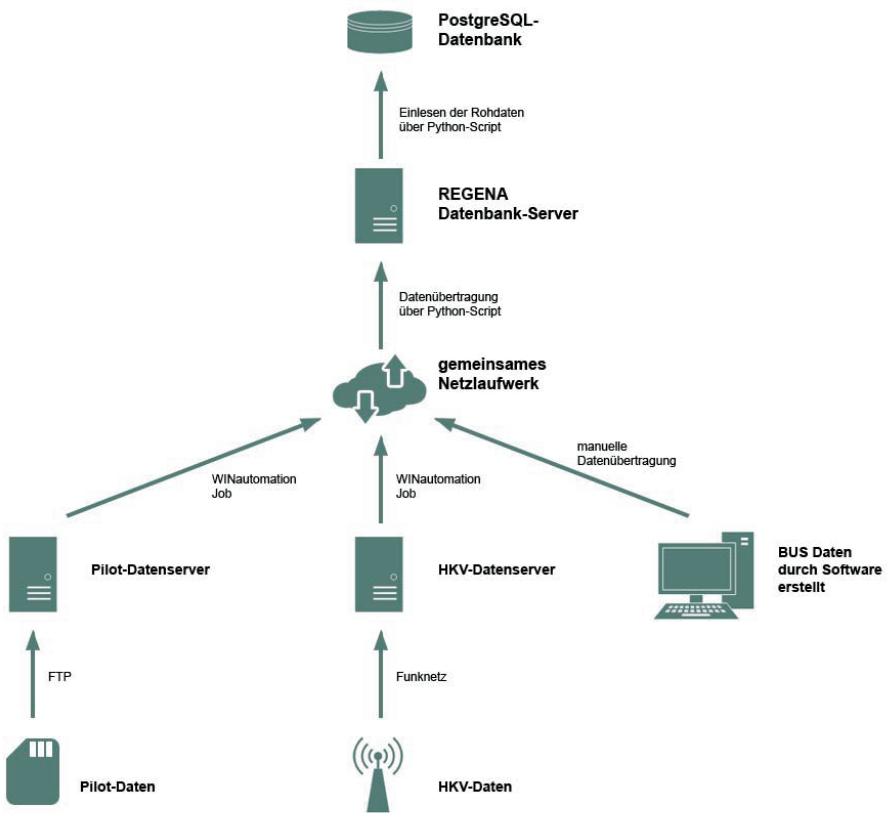 PostgreSQL-
Datenbank
Einlesen der Rohdaten
über Python-Script
REGENA
Datenbank-Server
Datenübertragung
über Python-Script
gemeinsames
Netzlaufwerk
WINautomation
Job
WINautomation
Job
manuelle
Datenübertragung
Pilot-Datenserver
HKV-Datenserver
BUS Daten
durch Software
erstellt
FTP
Funknetz
Pilot-Daten
HKV-Daten